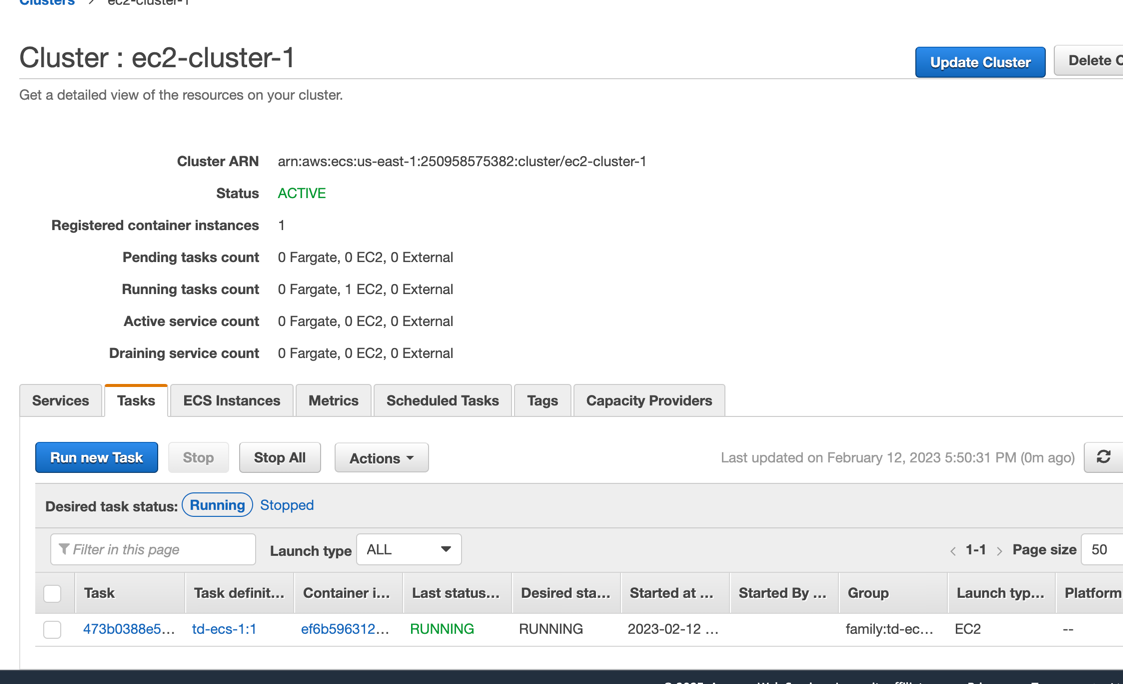 Clusters > ec2-cluster-1
Cluster : ec2-cluster-1
Update Cluster
Delete C
Get a detailed view of the resources on your cluster.
Cluster ARN arn:aws:ecs:us-east-1:250958575382:cluster/ec2-cluster-1
Status ACTIVE
Registered container instances 1
Pending tasks count 0 Fargate, 0 EC2, 0 External
Running tasks count 0 Fargate, 1 EC2, 0 External
Active service count 0 Fargate, 0 EC2, 0 External
Draining service count 0 Fargate, 0 EC2, 0 External
Services Tasks ECS Instances Metrics Scheduled Tasks Tags Capacity Providers
Run new Task Stop Stop All Actions Last updated on February 12, 2023 5:50:31 PM (0m ago)
Desired task status: Running Stopped
Filter in this page Launch type ALL < 1-1 > Page size 50
Task Task definit... Container i... Last status... Desired sta... Started at ... Started By ... Group Launch typ... Platform
473b0388e5... td-ecs-1:1 ef6b596312... RUNNING RUNNING 2023-02-12 ... family:td-ec... EC2 --